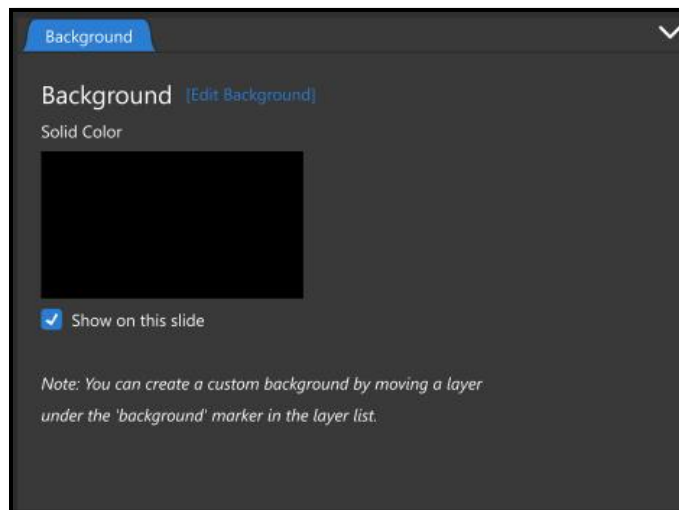 Background
Background [Edit Background]
Solid Color
Show on this slide
Note: You can create a custom background by moving a layer
under the 'background' marker in the layer list.